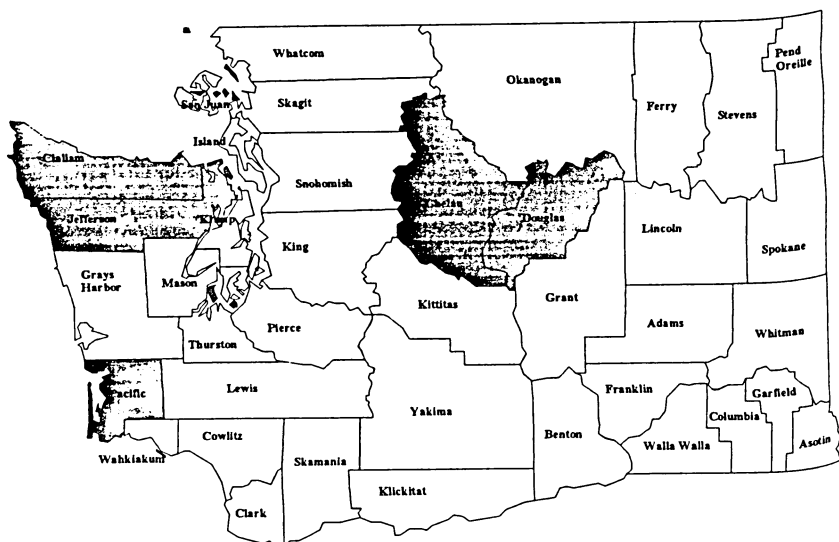 Whatcom
Pend
Oreille
Okanogan
San Juan
Skagit
Ferry
Stevens
Island
Clallam
Snohomish
Chelan
Jefferson
Kitsap
Douglas
Lincoln
King
Spokane
Grays
Harbor
Mason
Kittitas
Grant
Pierce
Adams
Whitman
Thurston
Pacific
Lewis
Franklin
Garfield
Yakima
Columbia
Cowlitz
Benton
Walla Walla
Asotin
Wahkiakum
Skamania
Klickitat
Clark